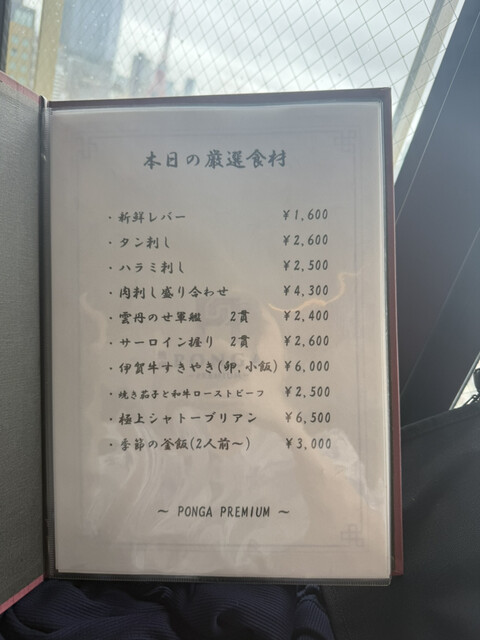 本日の厳選食材
・新鮮レバー ¥1,600
・タン刺し ¥2,600
・ハラミ刺し ¥2,500
・肉刺し盛り合わせ ¥4,300
・雲丹のせ軍艦 2貫 ¥2,400
・サーロイン握り 2貫 ¥2,600
・伊賀牛すきやき(卵,小飯) ¥6,000
・焼き茄子と和牛ローストビーフ ¥2,500
・極上シャトーブリアン ¥6,500
・季節の釜飯(2人前～) ¥3,000
～ PONGA PREMIUM ～